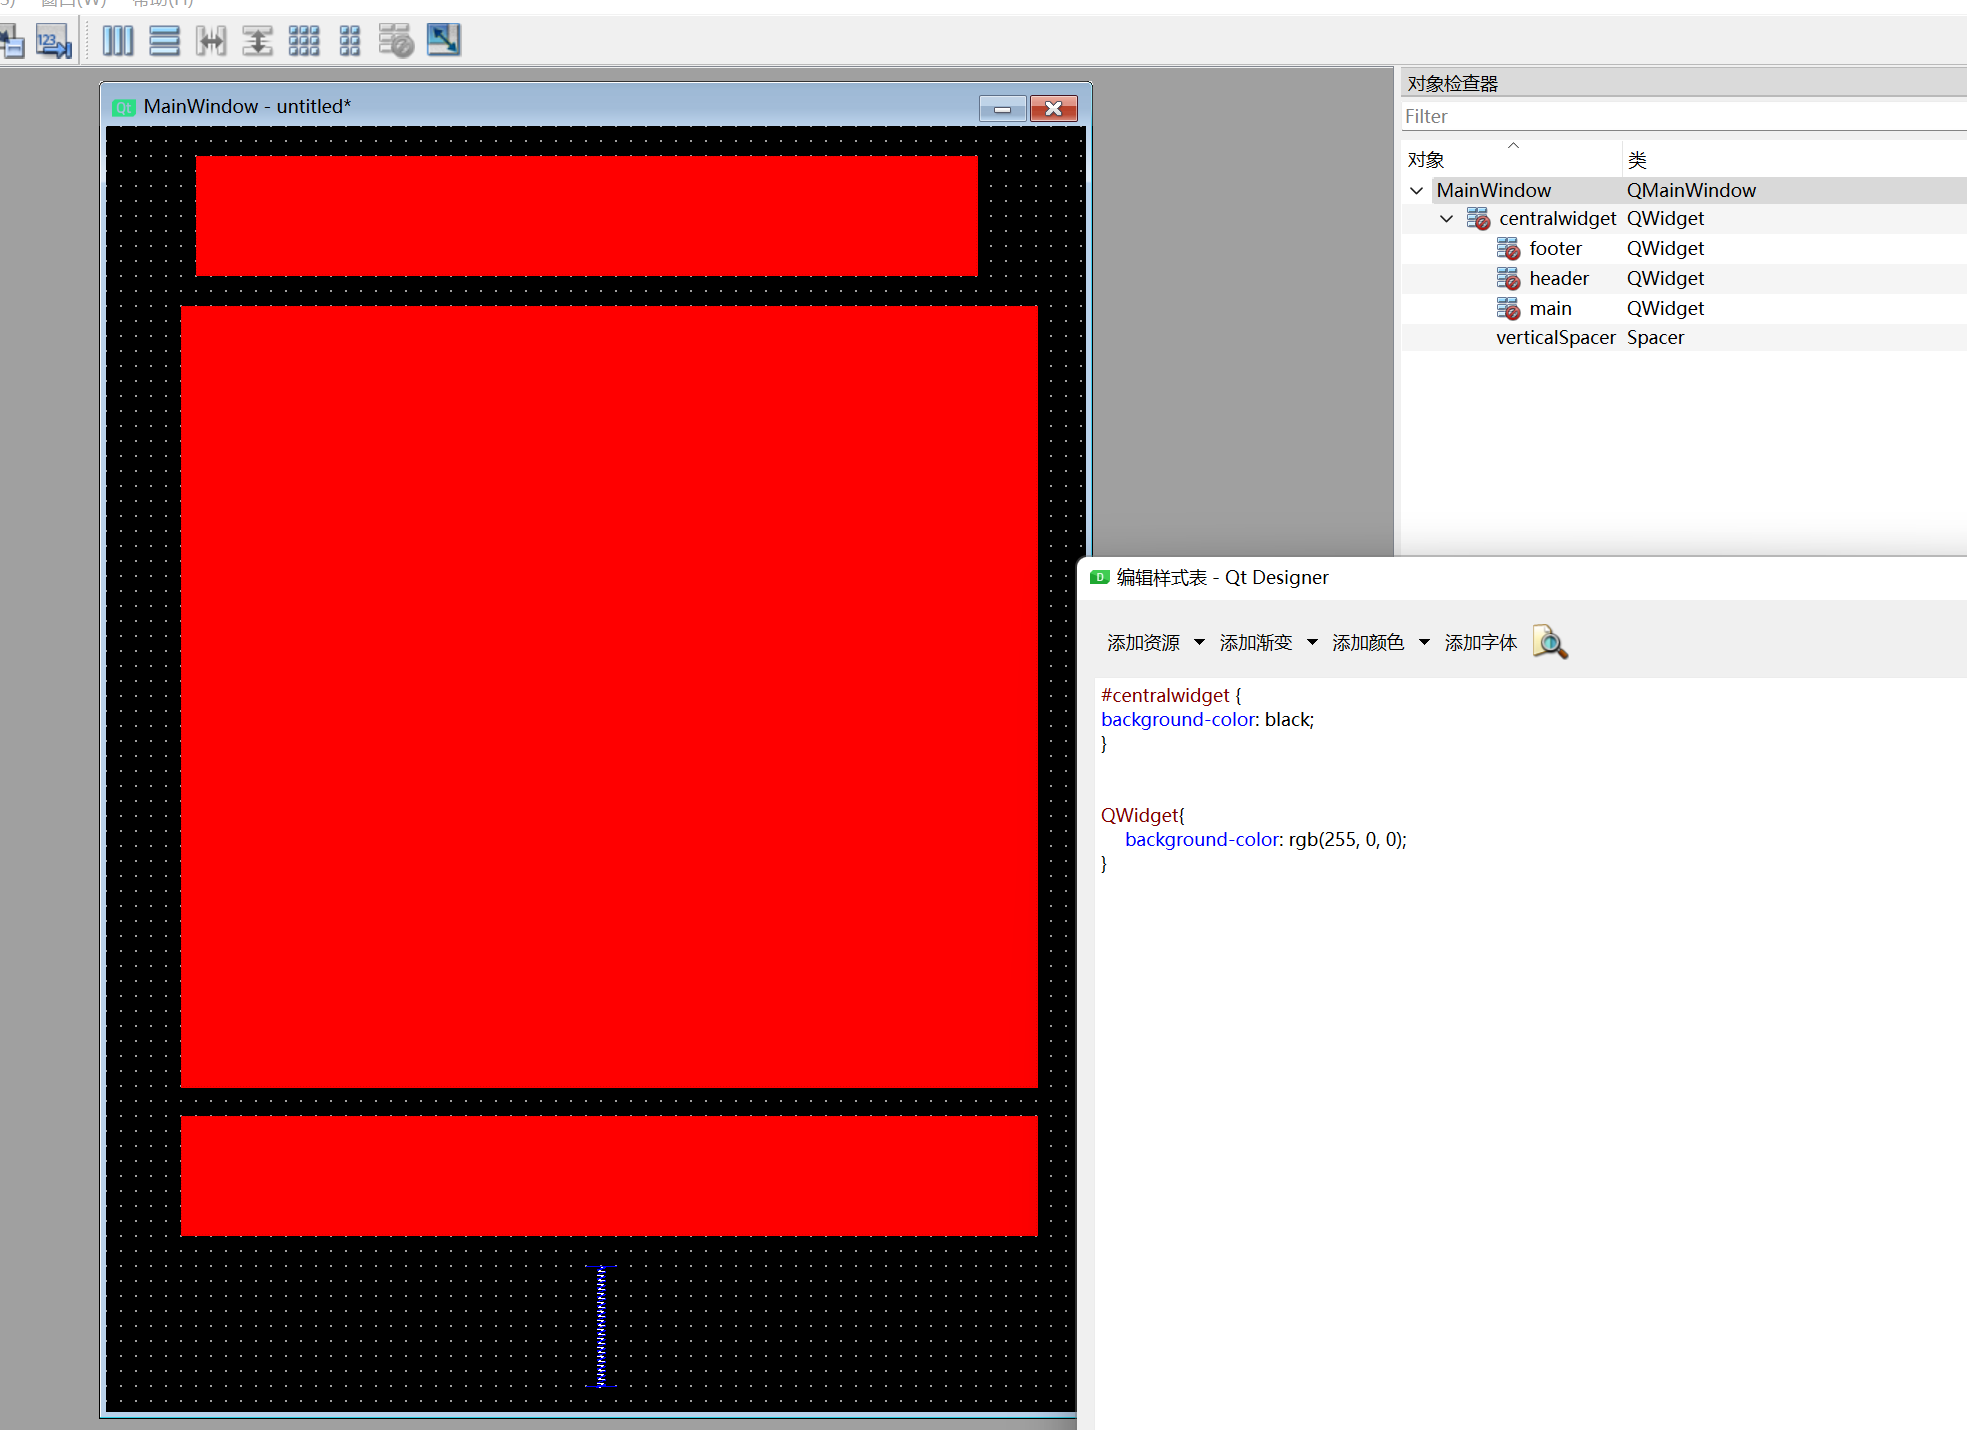 窗口(W) 帮助(H)
123
MainWindow - untitled*
对象检查器
Filter
对象 类
MainWindow QMainWindow
centralwidget QWidget
footer QWidget
header QWidget
main QWidget
verticalSpacer Spacer
编辑样式表 - Qt Designer
添加资源 添加渐变 添加颜色 添加字体
#centralwidget {
background-color: black;
}
QWidget{
background-color: rgb(255, 0, 0);
}